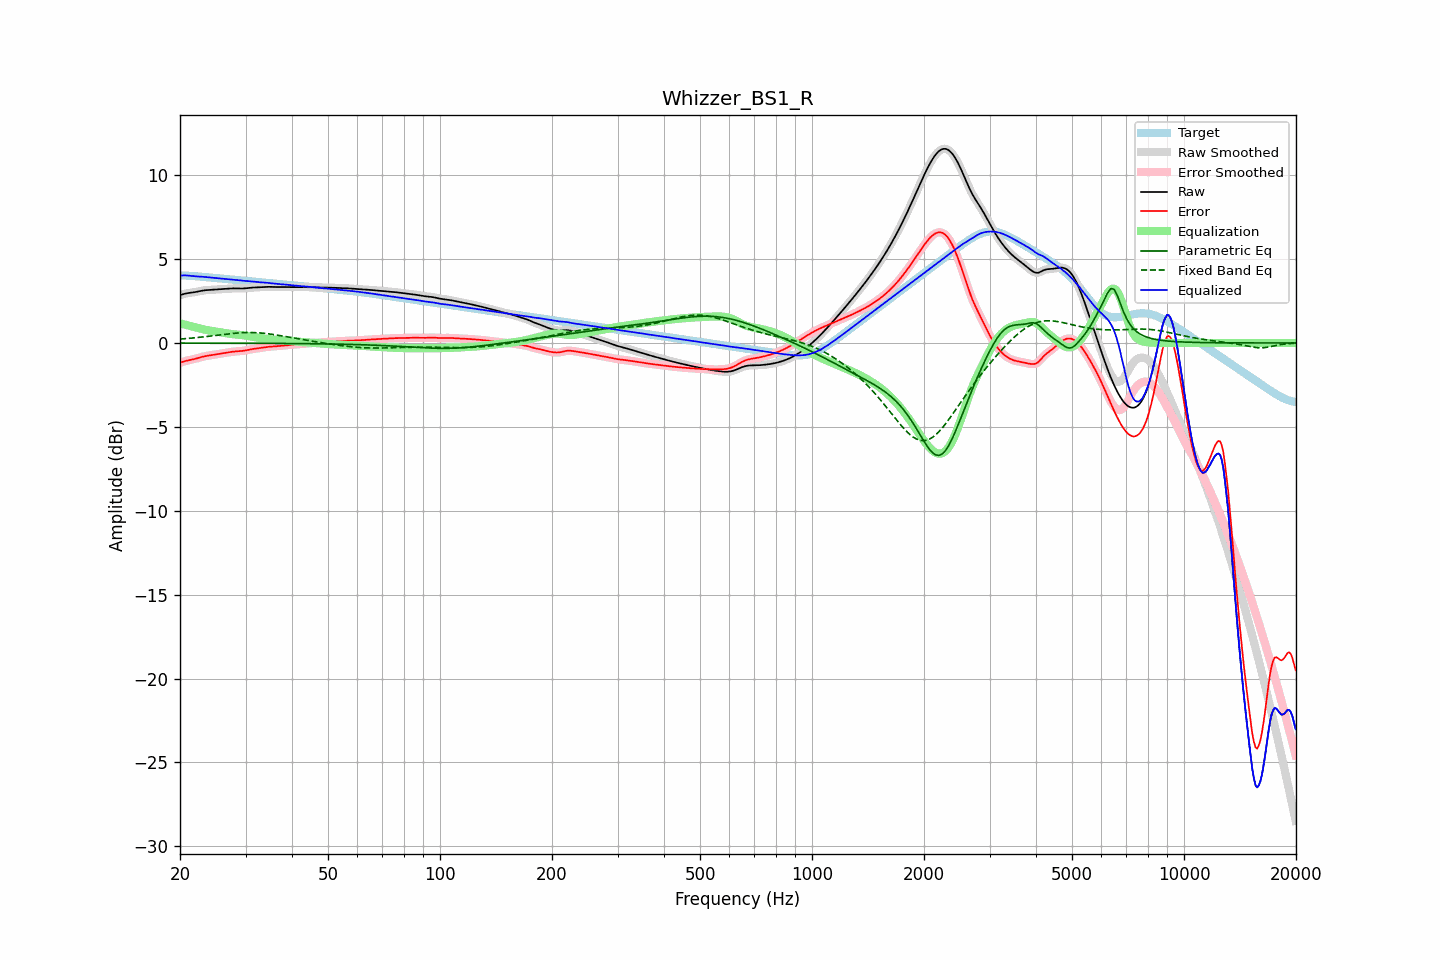 Whizzer_BS1_R
Target
Raw Smoothed
Error Smoothed
Raw
Error
Equalization
Parametric Eq
Fixed Band Eq
Equalized
10
5
0
−5
−10
−15
−20
−25
−30
Amplitude (dBr)
20
50
100
200
500
1000
2000
5000
10000
20000
Frequency (Hz)